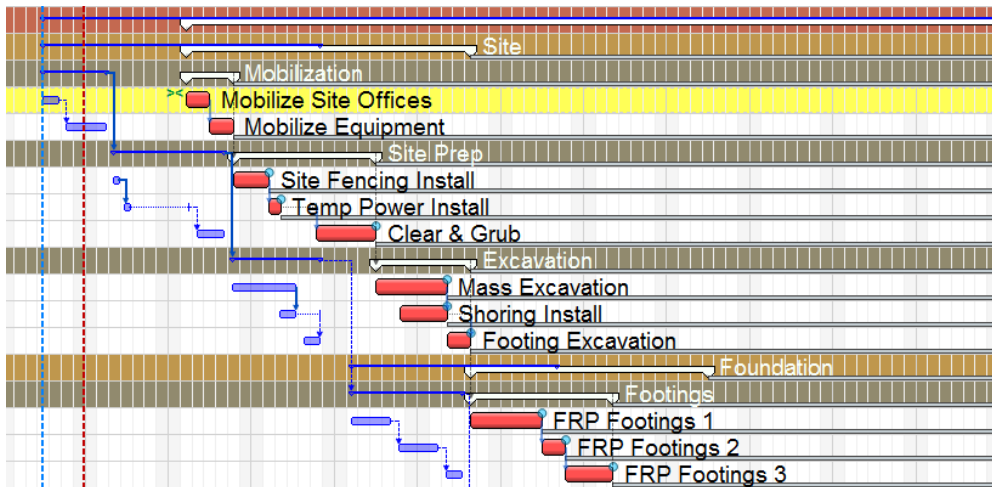 Site
Mobilization
Mobilize Site Offices
Mobilize Equipment
Site Prep
Site Fencing Install
Temp Power Install
Clear & Grub
Excavation
Mass Excavation
Shoring Install
Footing Excavation
Foundation
Footings
FRP Footings 1
FRP Footings 2
FRP Footings 3